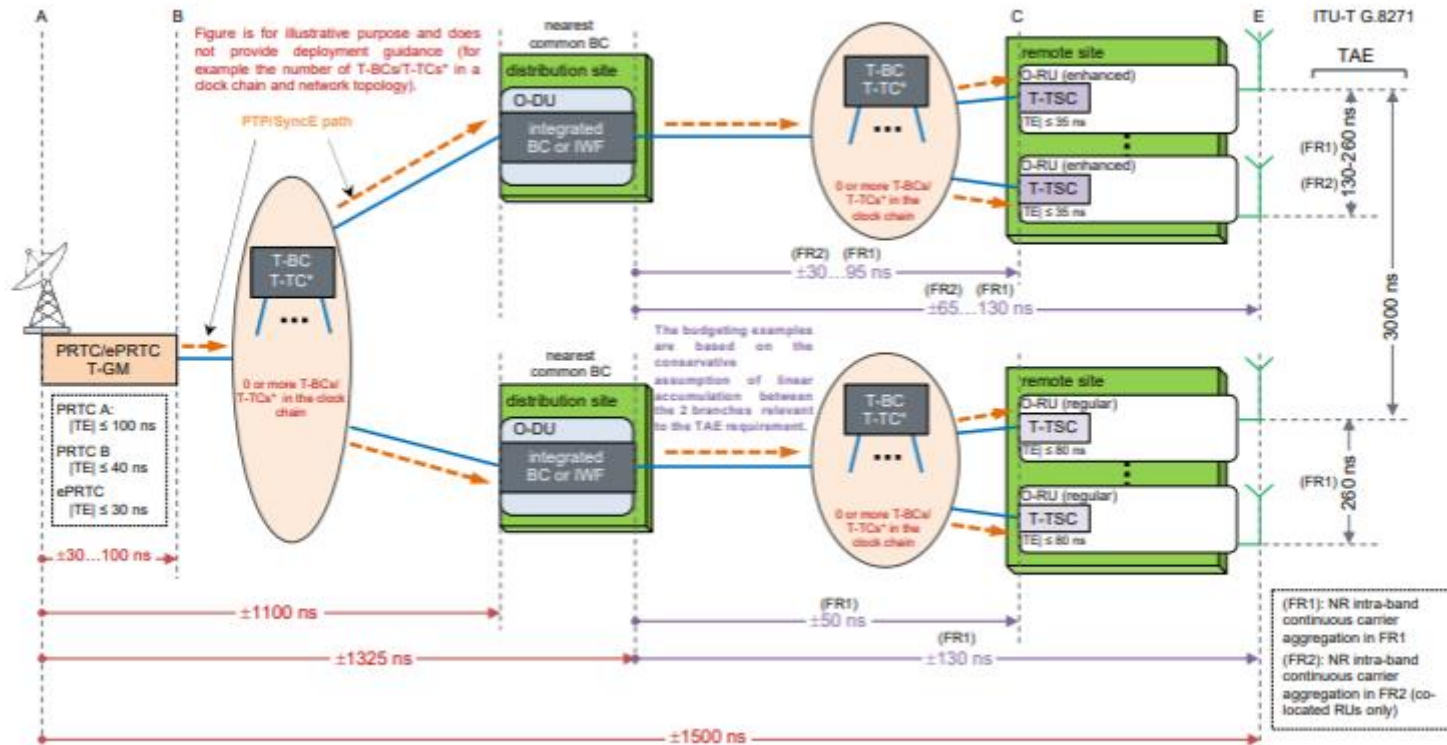 A
B
C
E
ITU-T G.8271
TAE
Figure is for illustrative purpose and does
not provide deployment guidance (for
example the number of T-BCs/T-TCs* in a
clock chain and network topology).
PTP/SyncE path
nearest
common BC
distribution site
O-DU
integrated
BC or IWF
T-BC
T-TC*
...
0 or more T-BCs/
T-TCs* in the
clock chain
remote site
O-RU (enhanced)
T-TSC
|TE| ≤ 35 ns
O-RU (enhanced)
T-TSC
|TE| ≤ 35 ns
(FR1)
(FR2)
130-260 ns
3000 ns
T-BC
T-TC*
...
0 or more T-BCs/
T-TCs* in the clock
chain
(FR2) (FR1)
±30...95 ns
(FR2) (FR1)
±65...130 ns
PRTC/ePRTC
T-GM
PRTC A:
|TE| ≤ 100 ns
PRTC B
|TE| ≤ 40 ns
ePRTC
|TE| ≤ 30 ns
±30...100 ns
nearest
common BC
distribution site
O-DU
integrated
BC or IWF
The budgeting examples
are based on the
conservative
assumption of linear
accumulation between
the 2 branches relevant
to the TAE requirement.
T-BC
T-TC*
...
0 or more T-BCs/
T-TCs* in the
clock chain
remote site
O-RU (regular)
T-TSC
|TE| ≤ 80 ns
O-RU (regular)
T-TSC
|TE| ≤ 80 ns
(FR1)
260 ns
±1100 ns
(FR1)
±50 ns
±1325 ns
(FR1)
±130 ns
±1500 ns
(FR1): NR intra-band
continuous carrier
aggregation in FR1
(FR2): NR intra-band
continuous carrier
aggregation in FR2 (co-
located RUs only)